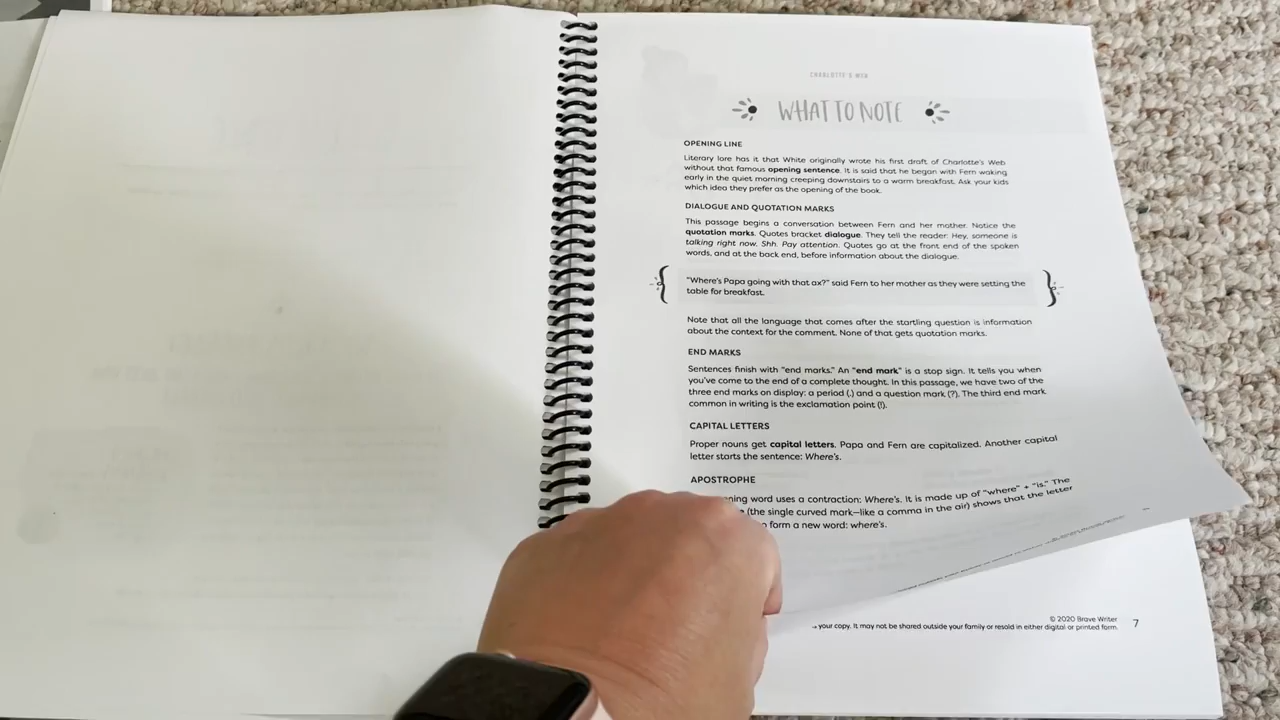 CHARLOTTE'S WEB
WHAT TO NOTE
OPENING LINE
Literary lore has it that White originally wrote his first draft of Charlotte's Web
without that famous opening sentence. It is said that he began with Fern waking
early in the quiet morning creeping downstairs to a warm breakfast. Ask your kids
which idea they prefer as the opening of the book.
DIALOGUE AND QUOTATION MARKS
This passage begins a conversation between Fern and her mother. Notice the
quotation marks. Quotes bracket dialogue. They tell the reader: Hey, someone is
talking right now. Shh. Pay attention. Quotes go at the front end of the spoken
words, and at the back end, before information about the dialogue.
"Where's Papa going with that ax?" said Fern to her mother as they were setting the
table for breakfast.
Note that all the language that comes after the startling question is information
about the context for the comment. None of that gets quotation marks.
END MARKS
Sentences finish with "end marks." An "end mark" is a stop sign. It tells you when
you've come to the end of a complete thought. In this passage, we have two of the
three end marks on display: a period (.) and a question mark (?). The third end mark
common in writing is the exclamation point (!).
CAPITAL LETTERS
Proper nouns get capital letters. Papa and Fern are capitalized. Another capital
letter starts the sentence: Where's.
APOSTROPHE
word uses a contraction: Where's. It is made up of "where" + "is." The
(the single curved mark—like a comma in the air) shows that the letter
form a new word: where's.
© 2020 Brave Writer
your copy. It may not be shared outside your family or resold in either digital or printed form.
7